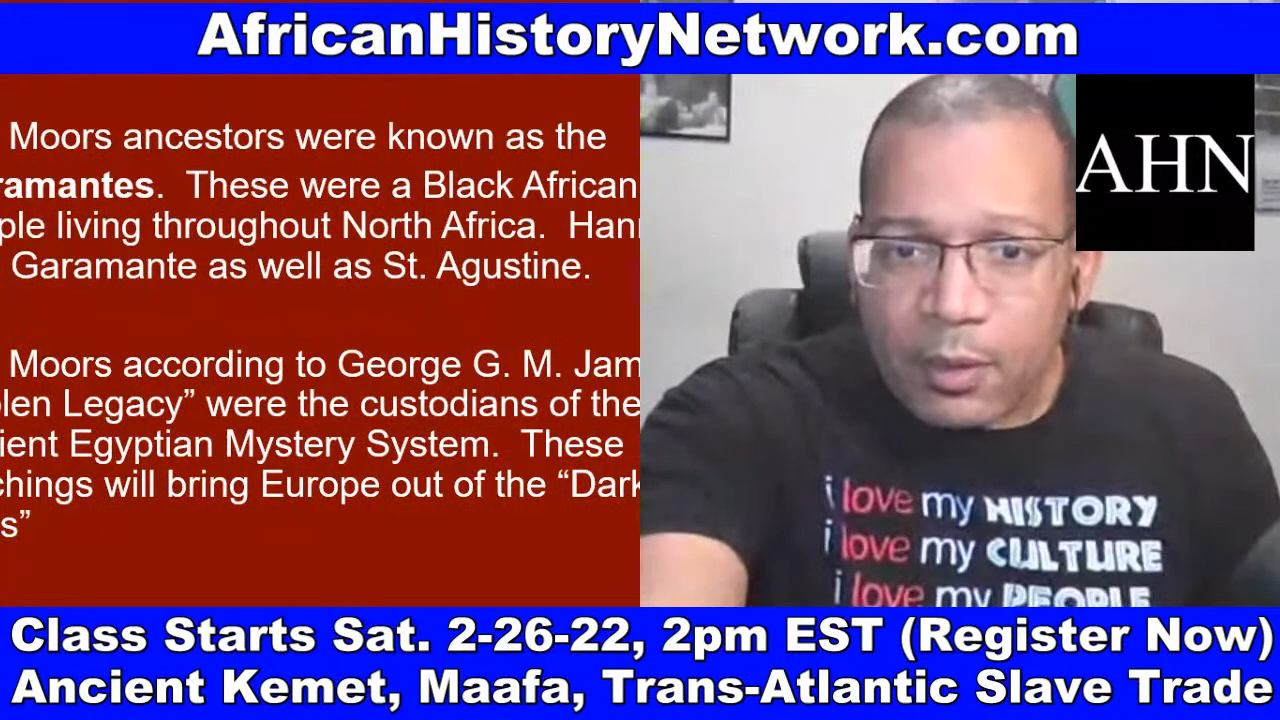 AfricanHistoryNetwork.com
Moors ancestors were known as the
ramantes. These were a Black African
ple living throughout North Africa. Han
Garamante as well as St. Agustine.
Moors according to George G. M. Jam
len Legacy” were the custodians of the
ient Egyptian Mystery System. These
chings will bring Europe out of the “Dark
s”
AHN
i love my HISTORY
i love my CULTURE
i love my PEOPLE
Class Starts Sat. 2-26-22, 2pm EST (Register Now)
Ancient Kemet, Maafa, Trans-Atlantic Slave Trade